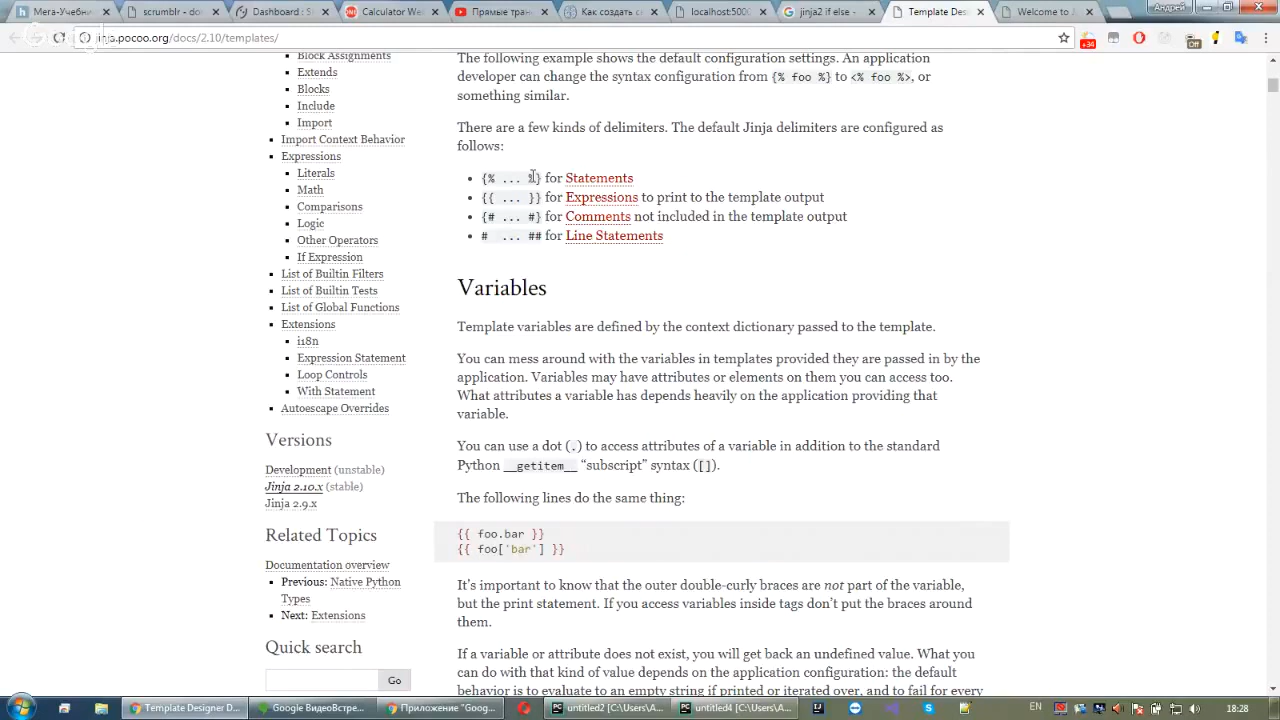 Мега-Учебни
scrumblr - do
Dashboard : S
Calculator We
Прямые тран
Как создать с
localhost:5000
jinja2 if else -
Template Des
Welcome to J
Андрей
.pocoo.org/docs/2.10/templates/
+34
Off
Block Assignments
Extends
Blocks
Include
Import
Import Context Behavior
Expressions
Literals
Math
Comparisons
Logic
Other Operators
If Expression
List of Builtin Filters
List of Builtin Tests
List of Global Functions
Extensions
i18n
Expression Statement
Loop Controls
With Statement
Autoescape Overrides
Versions
Development (unstable)
Jinja 2.10.x (stable)
Jinja 2.9.x
Related Topics
Documentation overview
Previous: Native Python
Types
Next: Extensions
Quick search
Go
The following example shows the default configuration settings. An application
developer can change the syntax configuration from {% foo %} to <% foo %>, or
something similar.
There are a few kinds of delimiters. The default Jinja delimiters are configured as
follows:
{% ... %} for Statements
{{ ... }} for Expressions to print to the template output
{# ... #} for Comments not included in the template output
# ... ## for Line Statements
Variables
Template variables are defined by the context dictionary passed to the template.
You can mess around with the variables in templates provided they are passed in by the
application. Variables may have attributes or elements on them you can access too.
What attributes a variable has depends heavily on the application providing that
variable.
You can use a dot (.) to access attributes of a variable in addition to the standard
Python __getitem__ “subscript” syntax ([]).
The following lines do the same thing:
{{ foo.bar }}
{{ foo['bar'] }}
It’s important to know that the outer double-curly braces are not part of the variable,
but the print statement. If you access variables inside tags don’t put the braces around
them.
If a variable or attribute does not exist, you will get back an undefined value. What you
can do with that kind of value depends on the application configuration: the default
behavior is to evaluate to an empty string if printed or iterated over, and to fail for every
Template Designer D...
Google ВидеоВстре...
Приложение "Goog...
untitled2 [C:\Users\A...
untitled4 [C:\Users\A...
EN
18:28